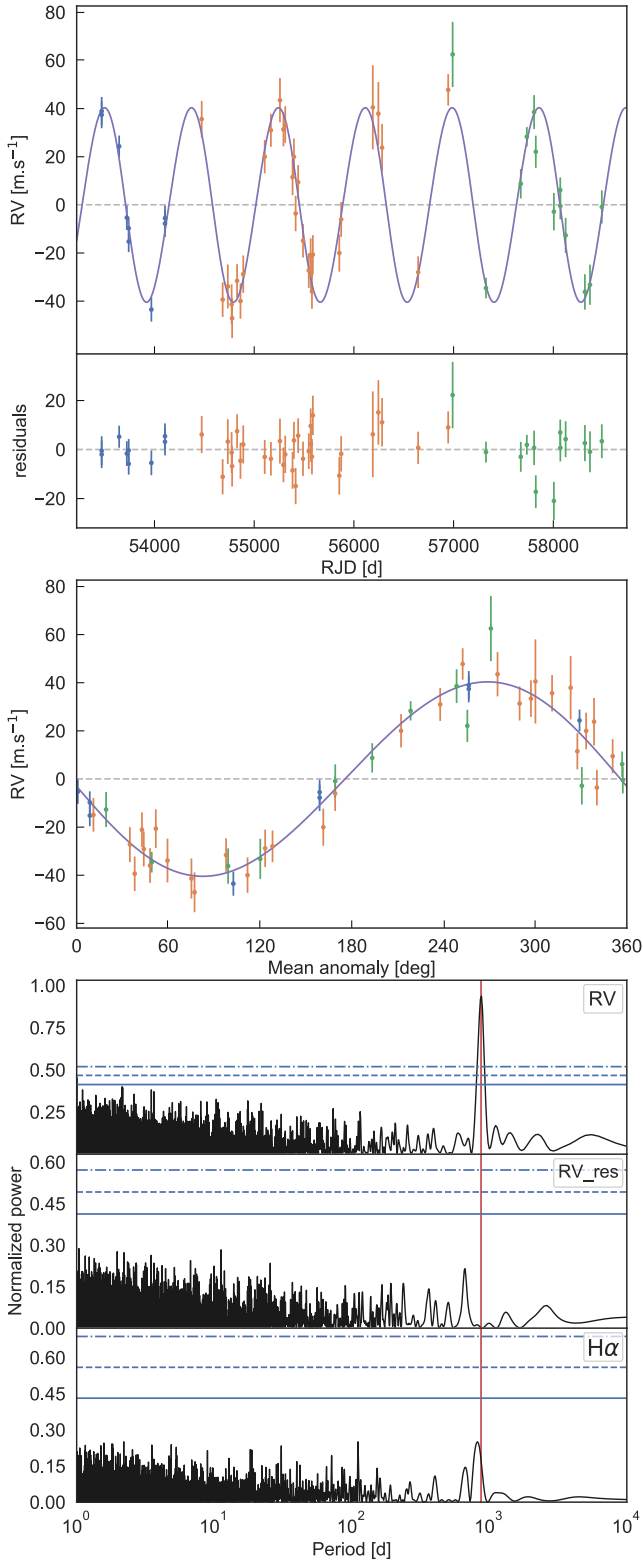 80
60
40
20
0
−20
−40
RV [m.s⁻¹]
20
0
−20
residuals
54000 55000 56000 57000 58000
RJD [d]
80
60
40
20
0
−20
−40
−60
RV [m.s⁻¹]
0 60 120 180 240 300 360
Mean anomaly [deg]
1.00
0.75
0.50
0.25
RV
0.60
0.45
0.30
0.15
0.00
RV_res
Normalized power
0.60
0.45
0.30
0.15
0.00
Hα
10⁰ 10¹ 10² 10³ 10⁴
Period [d]